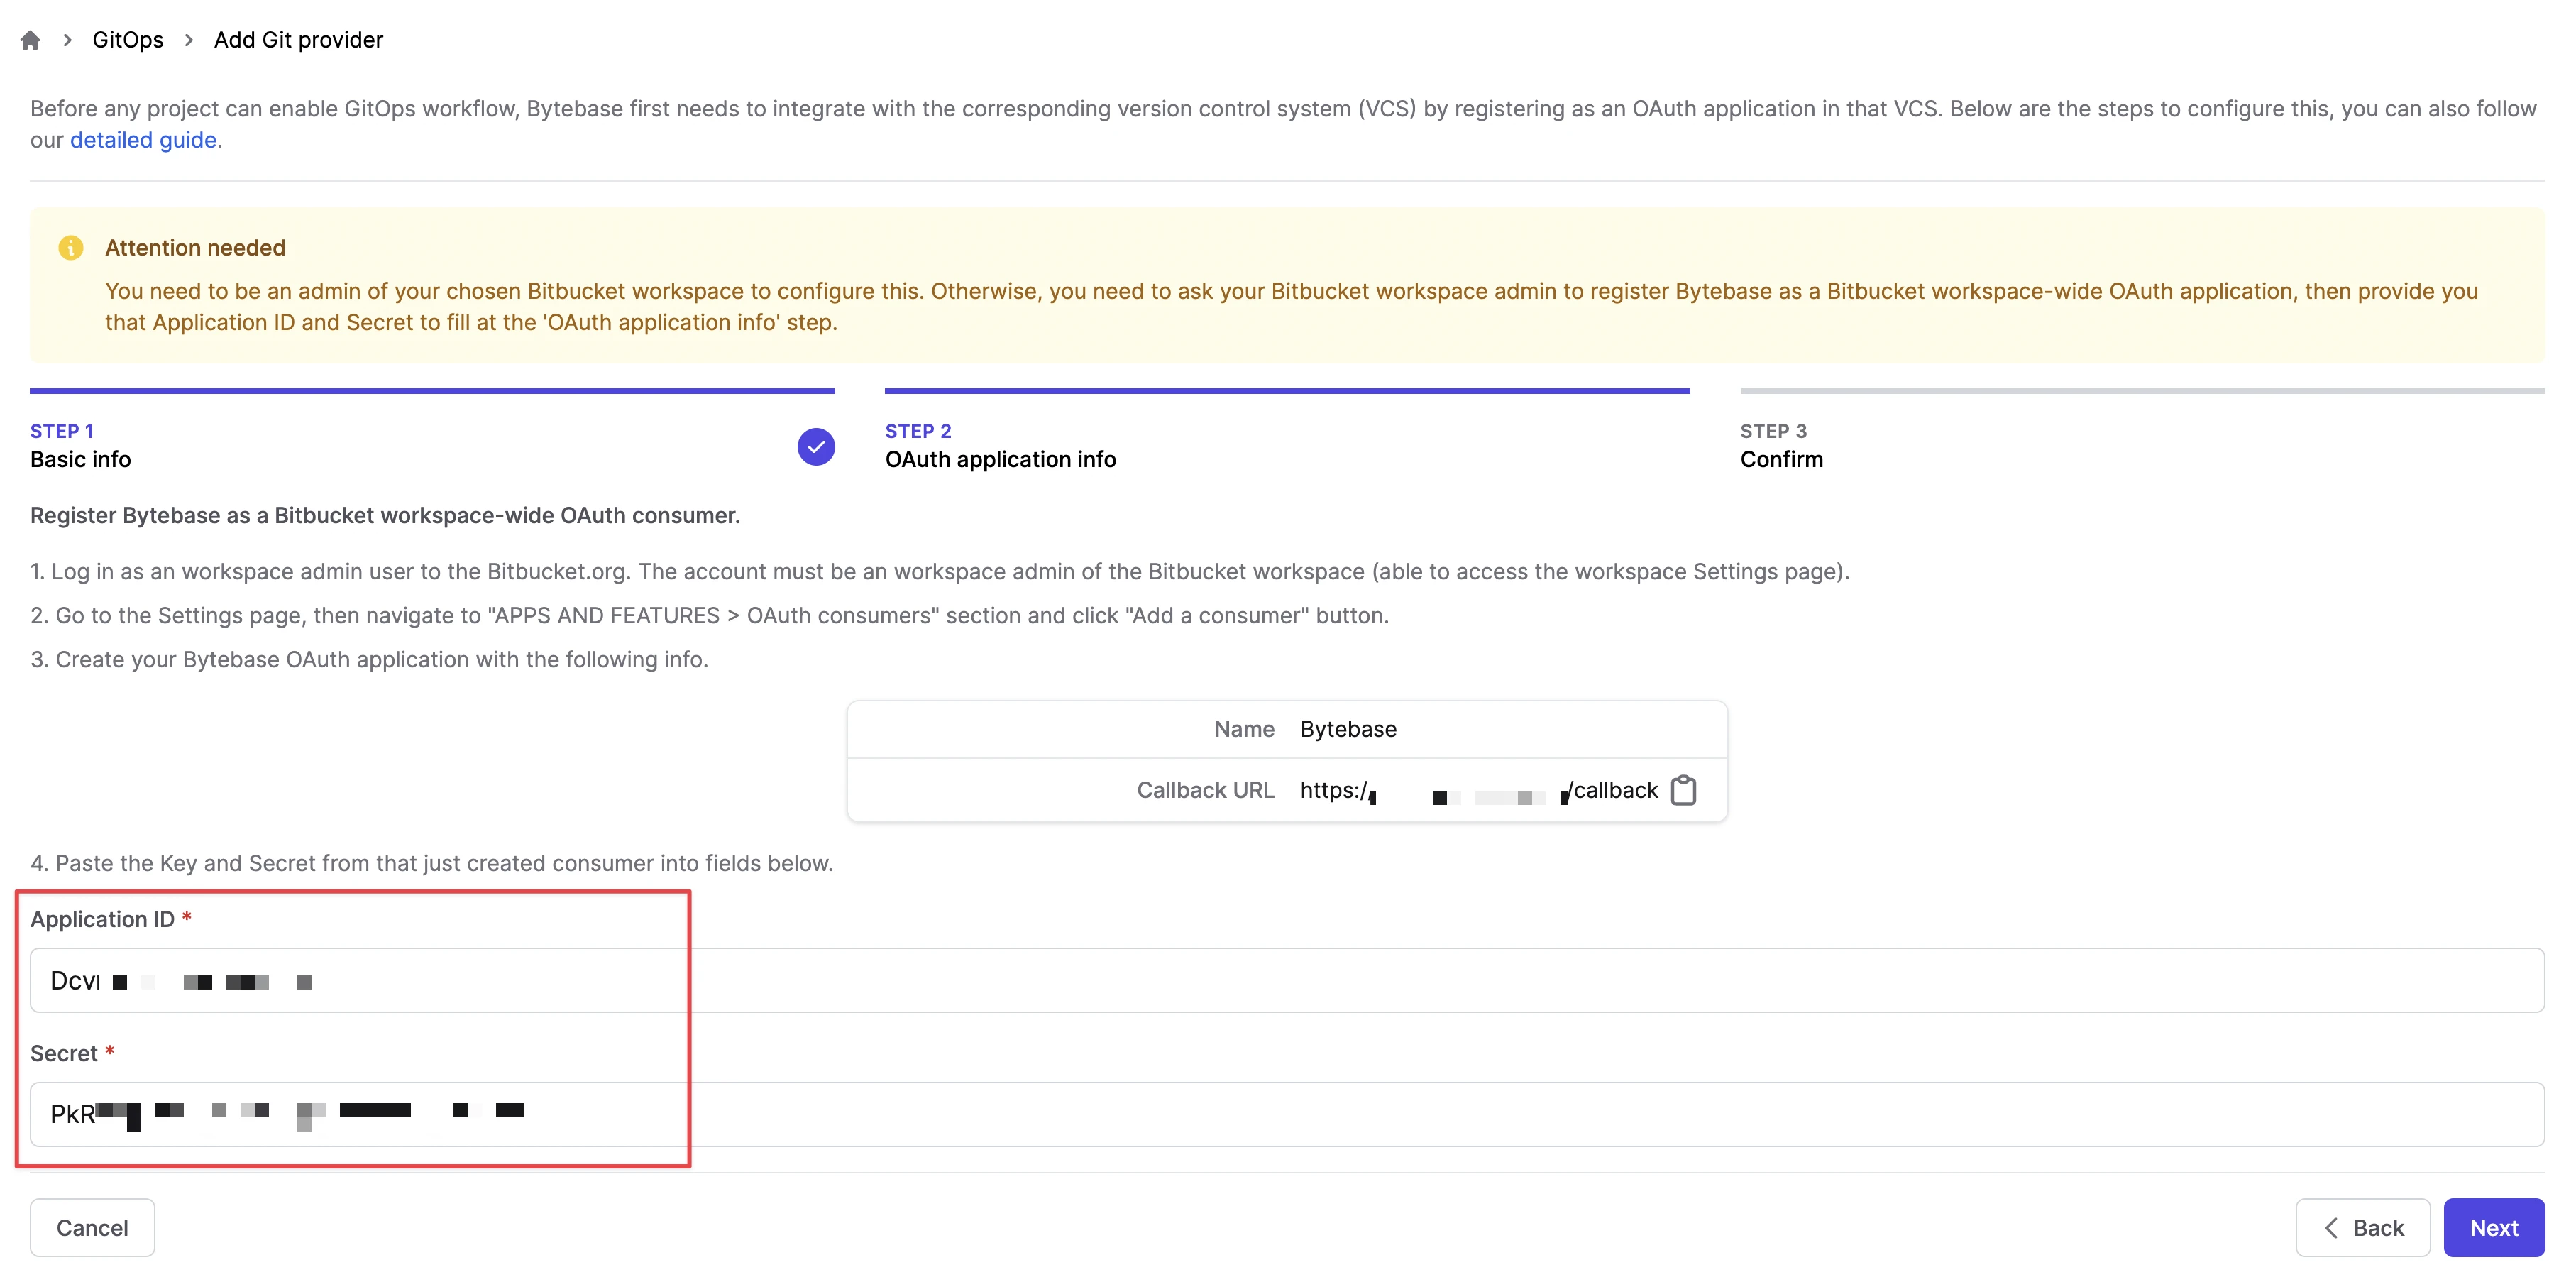 GitOps > Add Git provider
Before any project can enable GitOps workflow, Bytebase first needs to integrate with the corresponding version control system (VCS) by registering as an OAuth application in that VCS. Below are the steps to configure this, you can also follow
our detailed guide.
Attention needed
You need to be an admin of your chosen Bitbucket workspace to configure this. Otherwise, you need to ask your Bitbucket workspace admin to register Bytebase as a Bitbucket workspace-wide OAuth application, then provide you
that Application ID and Secret to fill at the 'OAuth application info' step.
STEP 1
Basic info
STEP 2
OAuth application info
STEP 3
Confirm
Register Bytebase as a Bitbucket workspace-wide OAuth consumer.
1. Log in as an workspace admin user to the Bitbucket.org. The account must be an workspace admin of the Bitbucket workspace (able to access the workspace Settings page).
2. Go to the Settings page, then navigate to "APPS AND FEATURES > OAuth consumers" section and click "Add a consumer" button.
3. Create your Bytebase OAuth application with the following info.
Name Bytebase
Callback URL https:/ /callback
4. Paste the Key and Secret from that just created consumer into fields below.
Application ID *
Dcv
Secret *
PkR
Cancel
Back
Next